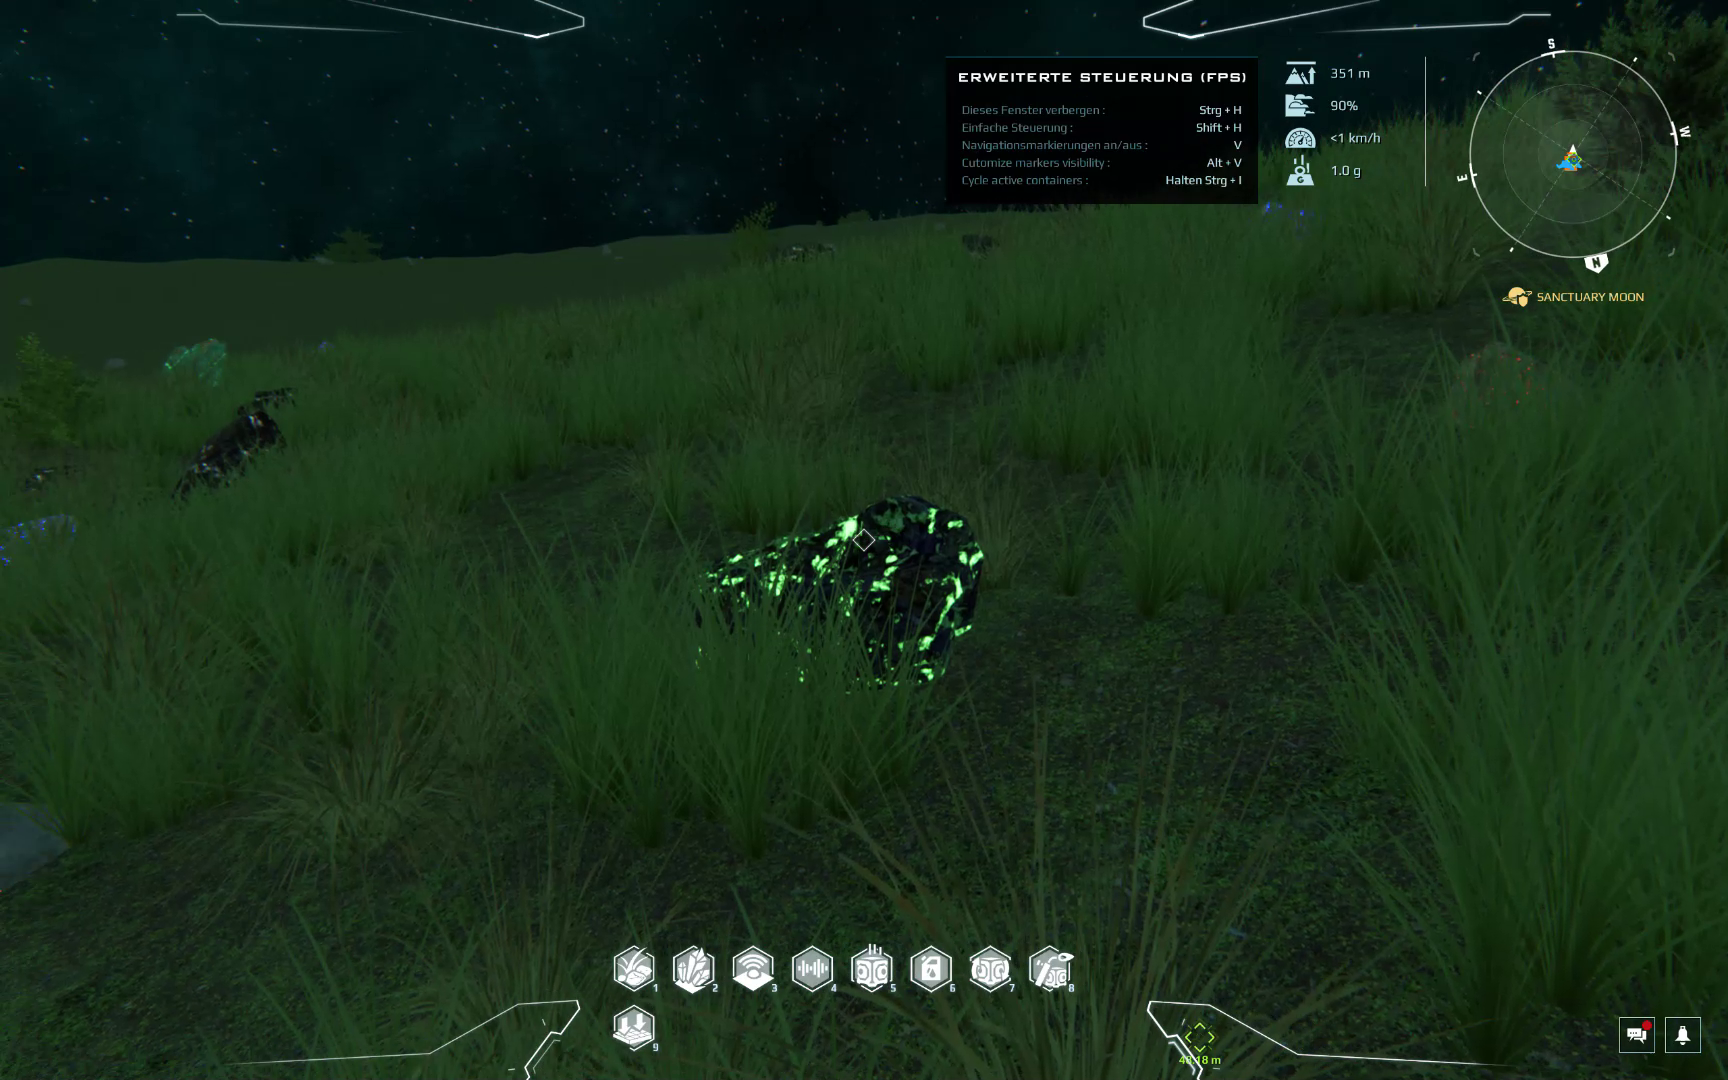 ERWEITERTE STEUERUNG (FPS)
Dieses Fenster verbergen : Strg + H
Einfache Steuerung : Shift + H
Navigationsmarkierungen an/aus : V
Cutomize markers visibility : Alt + V
Cycle active containers : Halten Strg + I
351 m
90%
<1 km/h
G
1.0 g
S
W
E
N
SANCTUARY MOON
1
2
3
4
5
6
7
8
9